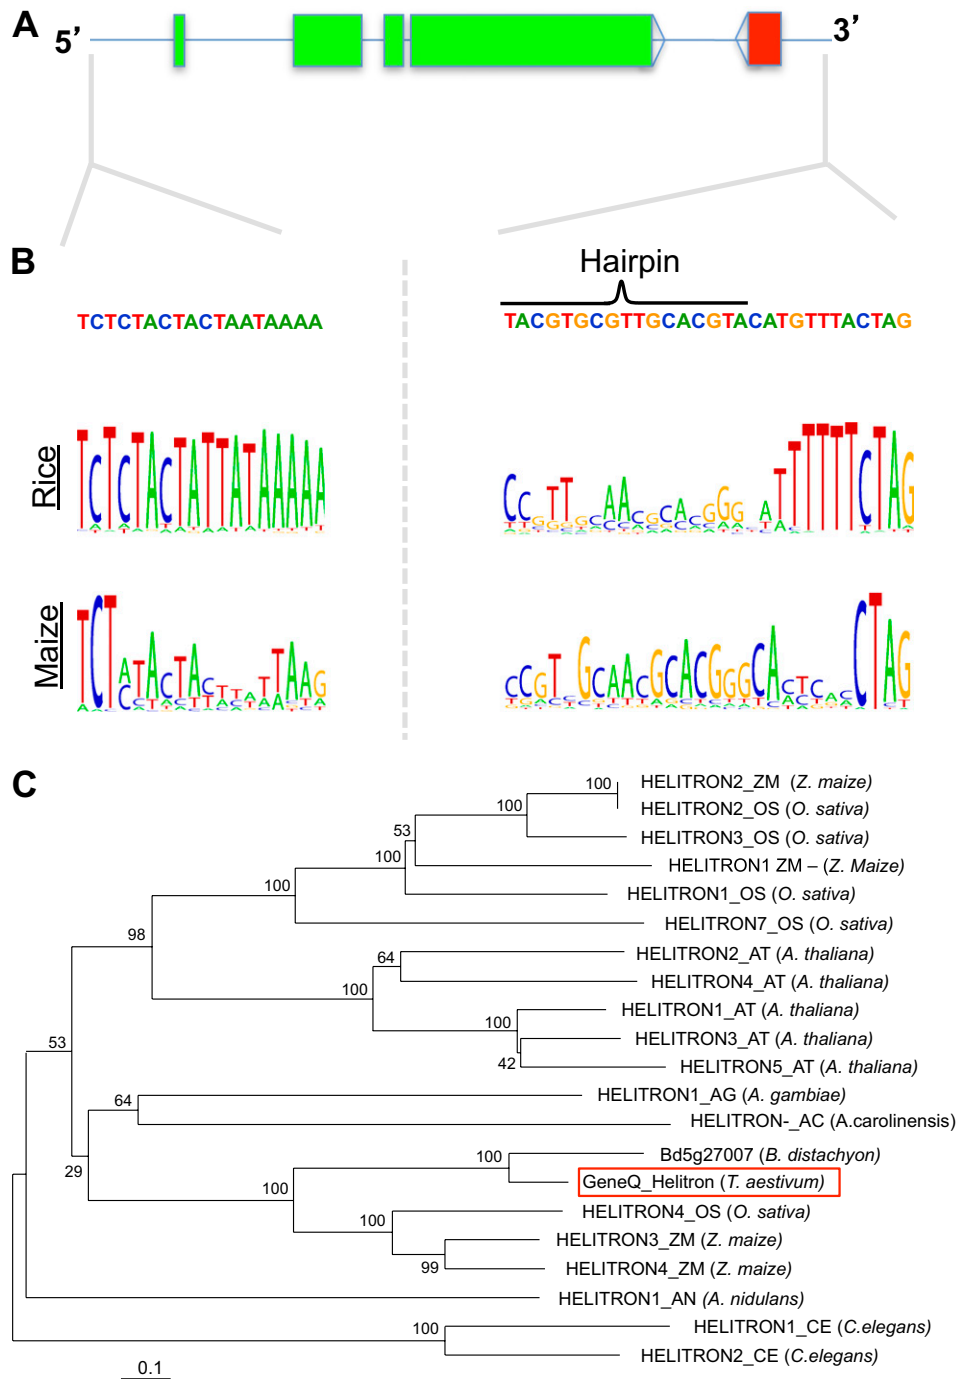 A
5’
3’
B
Hairpin
TCTCTACTACTAATAAAA
TACGTGCGTTGCACGTACATGTTTACTAG
Rice
TCTCTACTATTATAAAAA
Maize
C
100
HELITRON2_ZM (Z. maize)
100
HELITRON2_OS (O. sativa)
53
HELITRON3_OS (O. sativa)
100
HELITRON1 ZM – (Z. Maize)
100
HELITRON1_OS (O. sativa)
HELITRON7_OS (O. sativa)
98
64
HELITRON2_AT (A. thaliana)
HELITRON4_AT (A. thaliana)
100
HELITRON1_AT (A. thaliana)
100
HELITRON3_AT (A. thaliana)
53
42
HELITRON5_AT (A. thaliana)
64
HELITRON1_AG (A. gambiae)
HELITRON-_AC (A.carolinensis)
29
100
Bd5g27007 (B. distachyon)
GeneQ_Helitron (T. aestivum)
100
HELITRON4_OS (O. sativa)
100
HELITRON3_ZM (Z. maize)
99
HELITRON4_ZM (Z. maize)
HELITRON1_AN (A. nidulans)
100
HELITRON1_CE (C.elegans)
HELITRON2_CE (C.elegans)
0.1